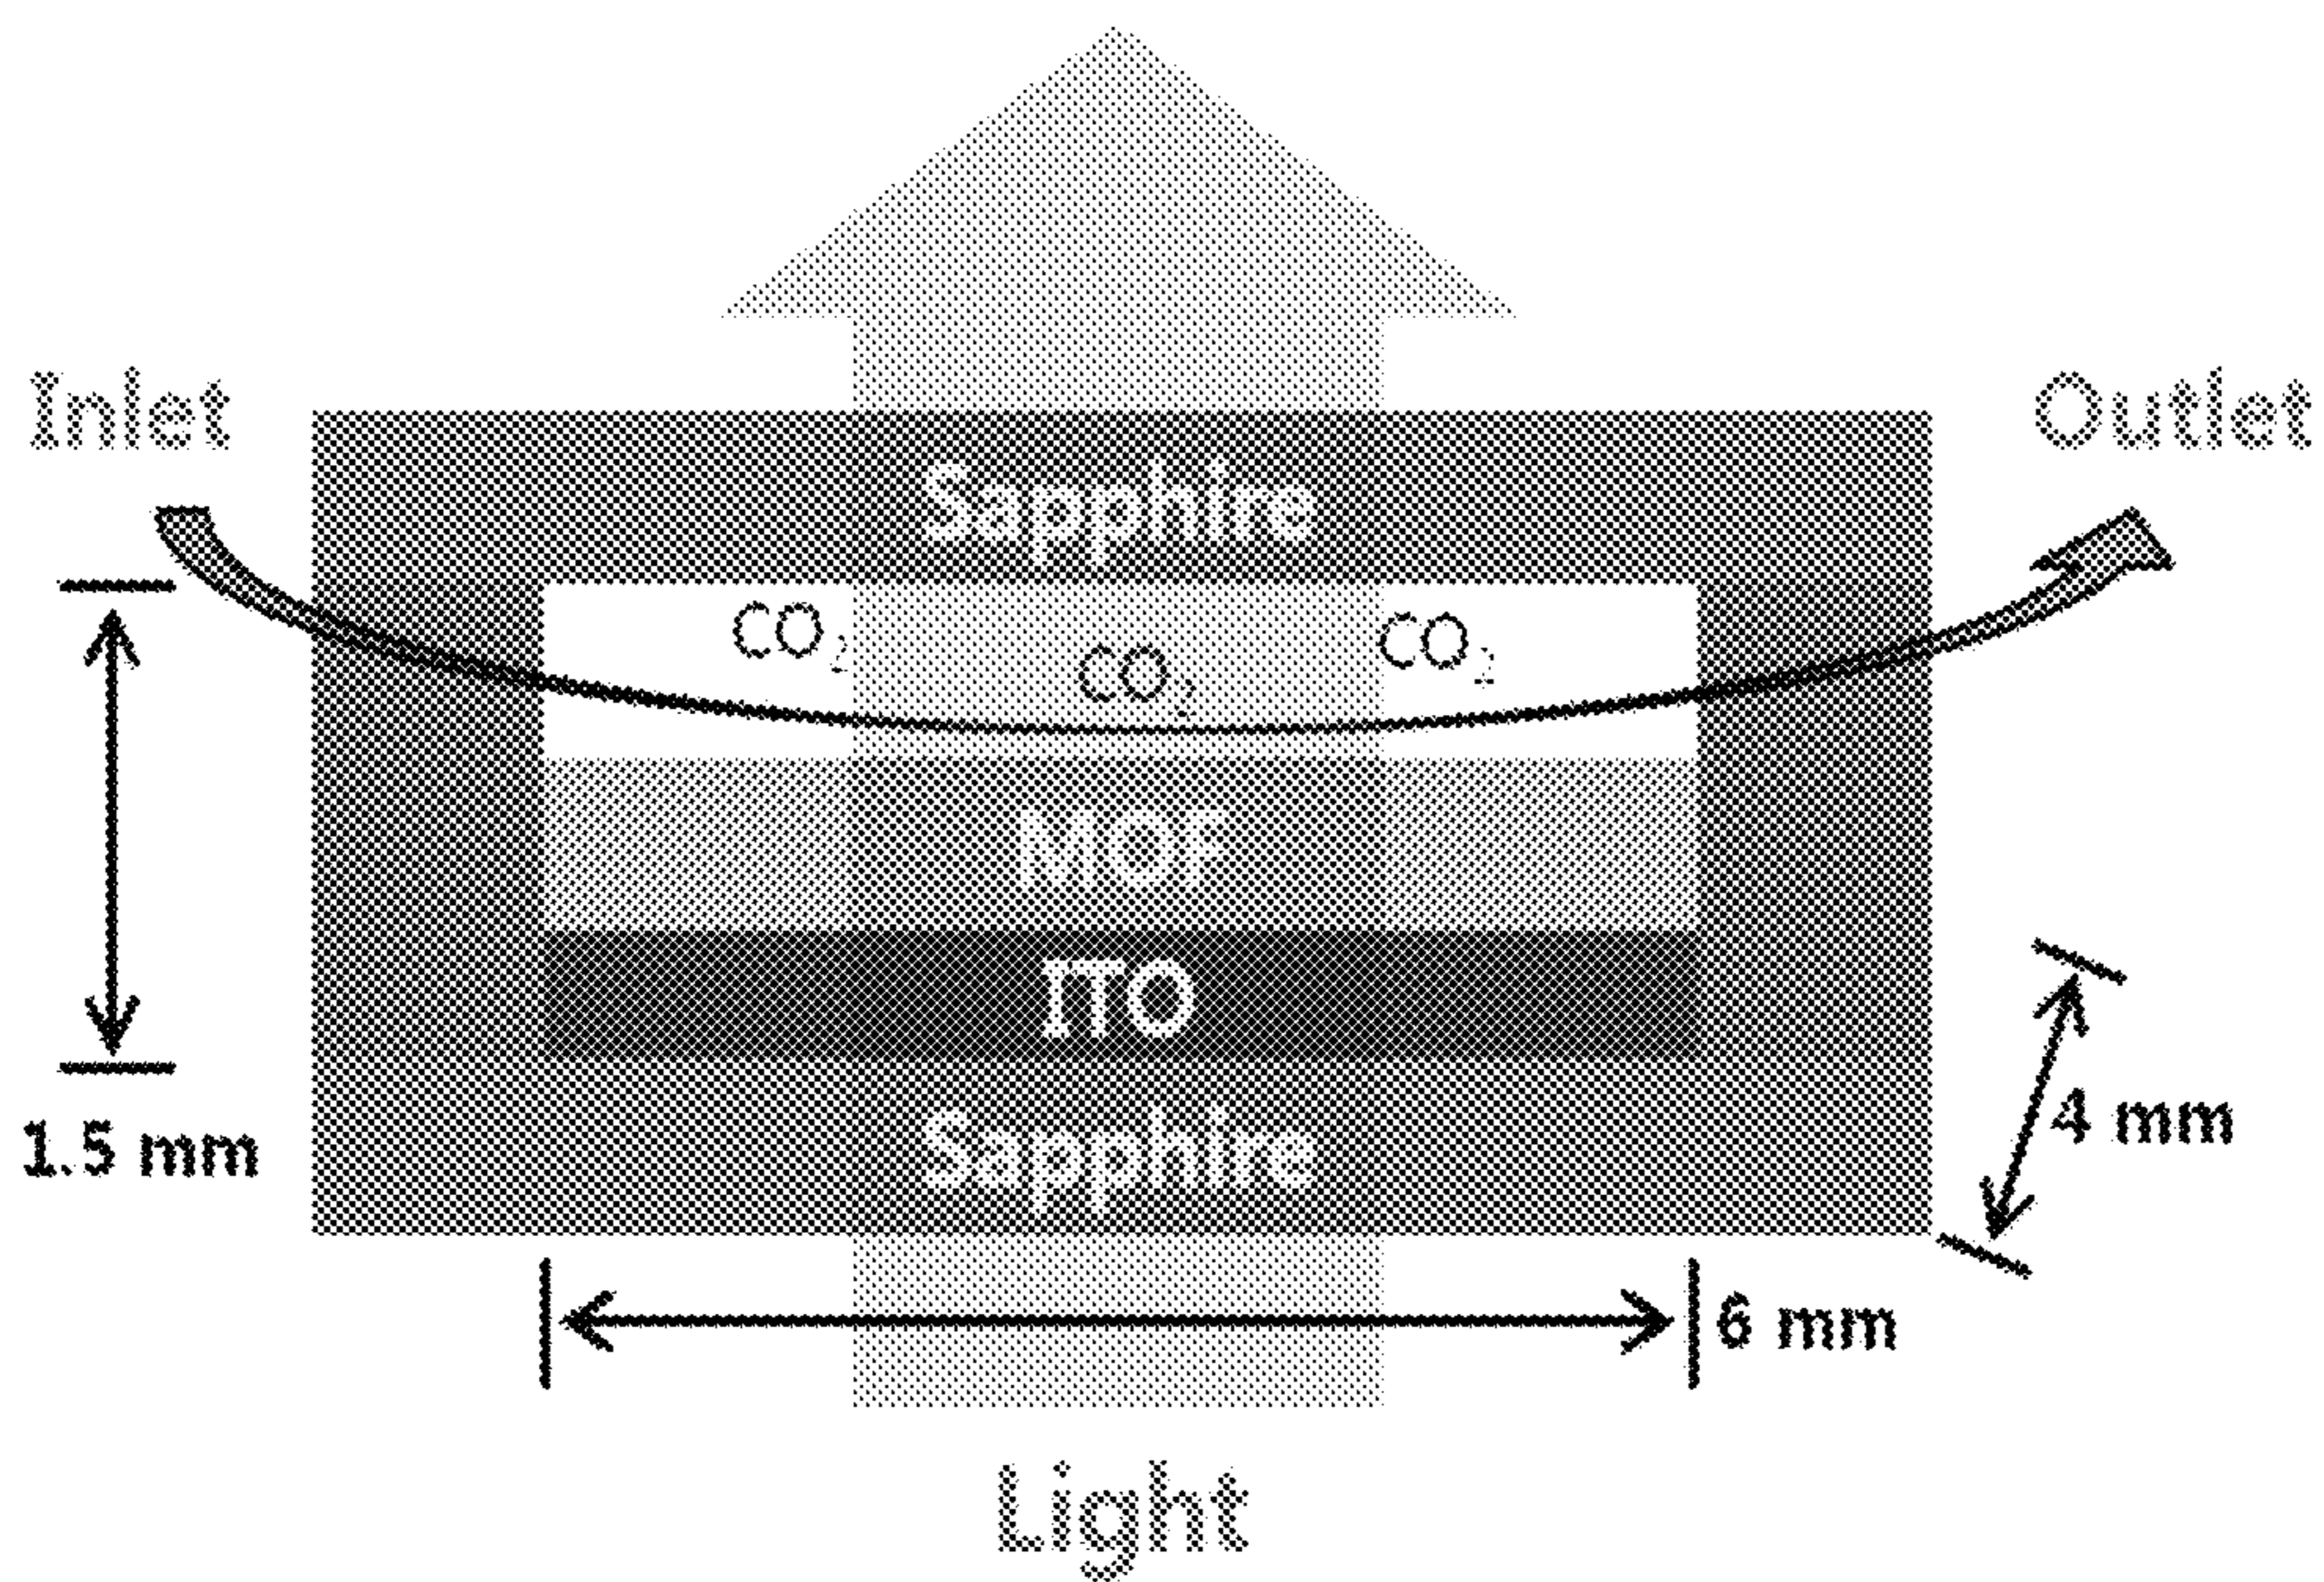 Inlet
Outlet
Sapphire
CO₂
CO₂
CO₂
MOF
ITO
Sapphire
1.5 mm
4 mm
6 mm
Light